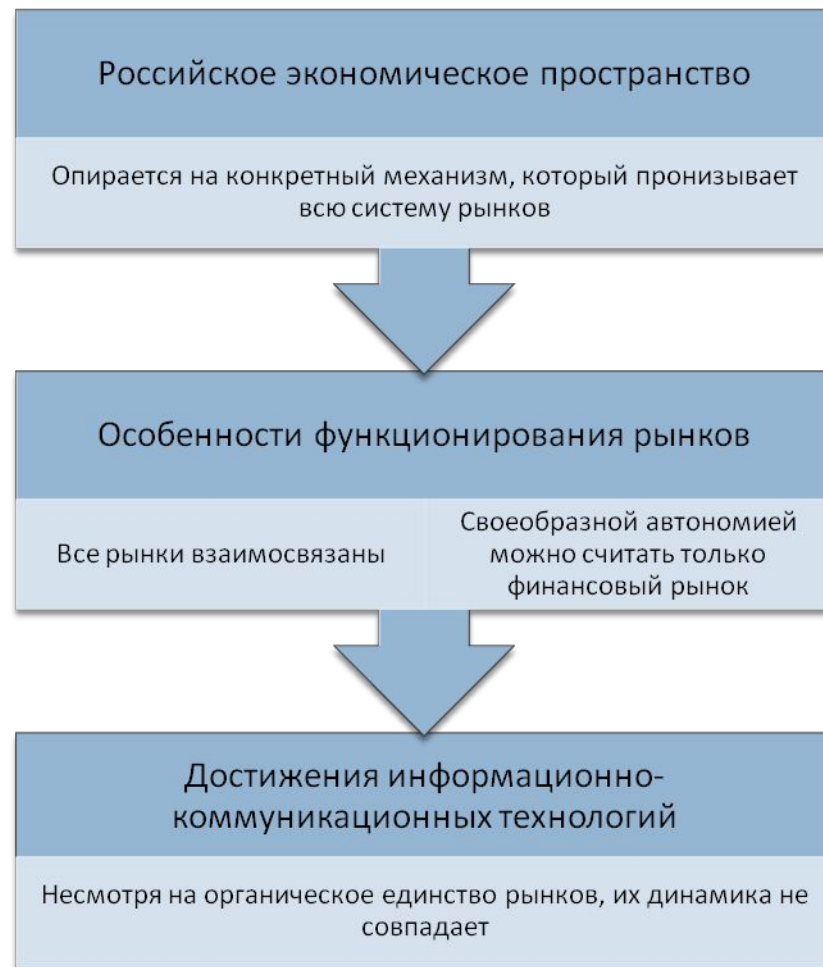 Российское экономическое пространство
Опирается на конкретный механизм, который пронизывает
всю систему рынков
Особенности функционирования рынков
Все рынки взаимосвязаны
Своеобразной автономией
можно считать только
финансовый рынок
Достижения информационно-
коммуникационных технологий
Несмотря на органическое единство рынков, их динамика не
совпадает